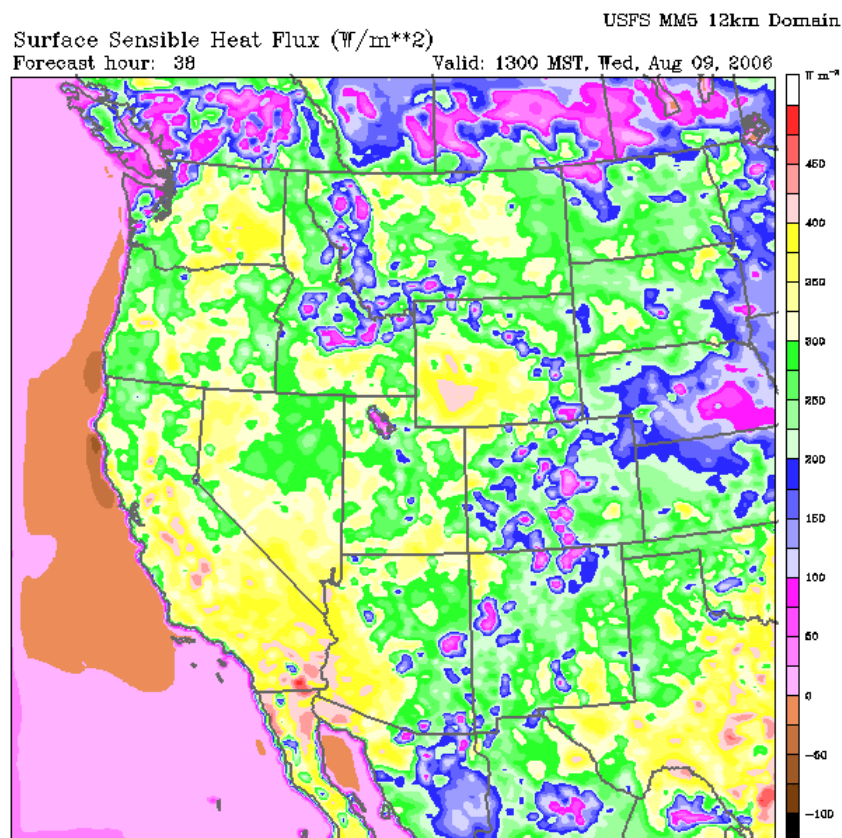 USFS MM5 12km Domain
Surface Sensible Heat Flux (W/m**2)
Forecast hour: 38
Valid: 1300 MST, Wed, Aug 09, 2006
W m⁻²
450
400
350
300
250
200
150
100
50
0
-50
-100